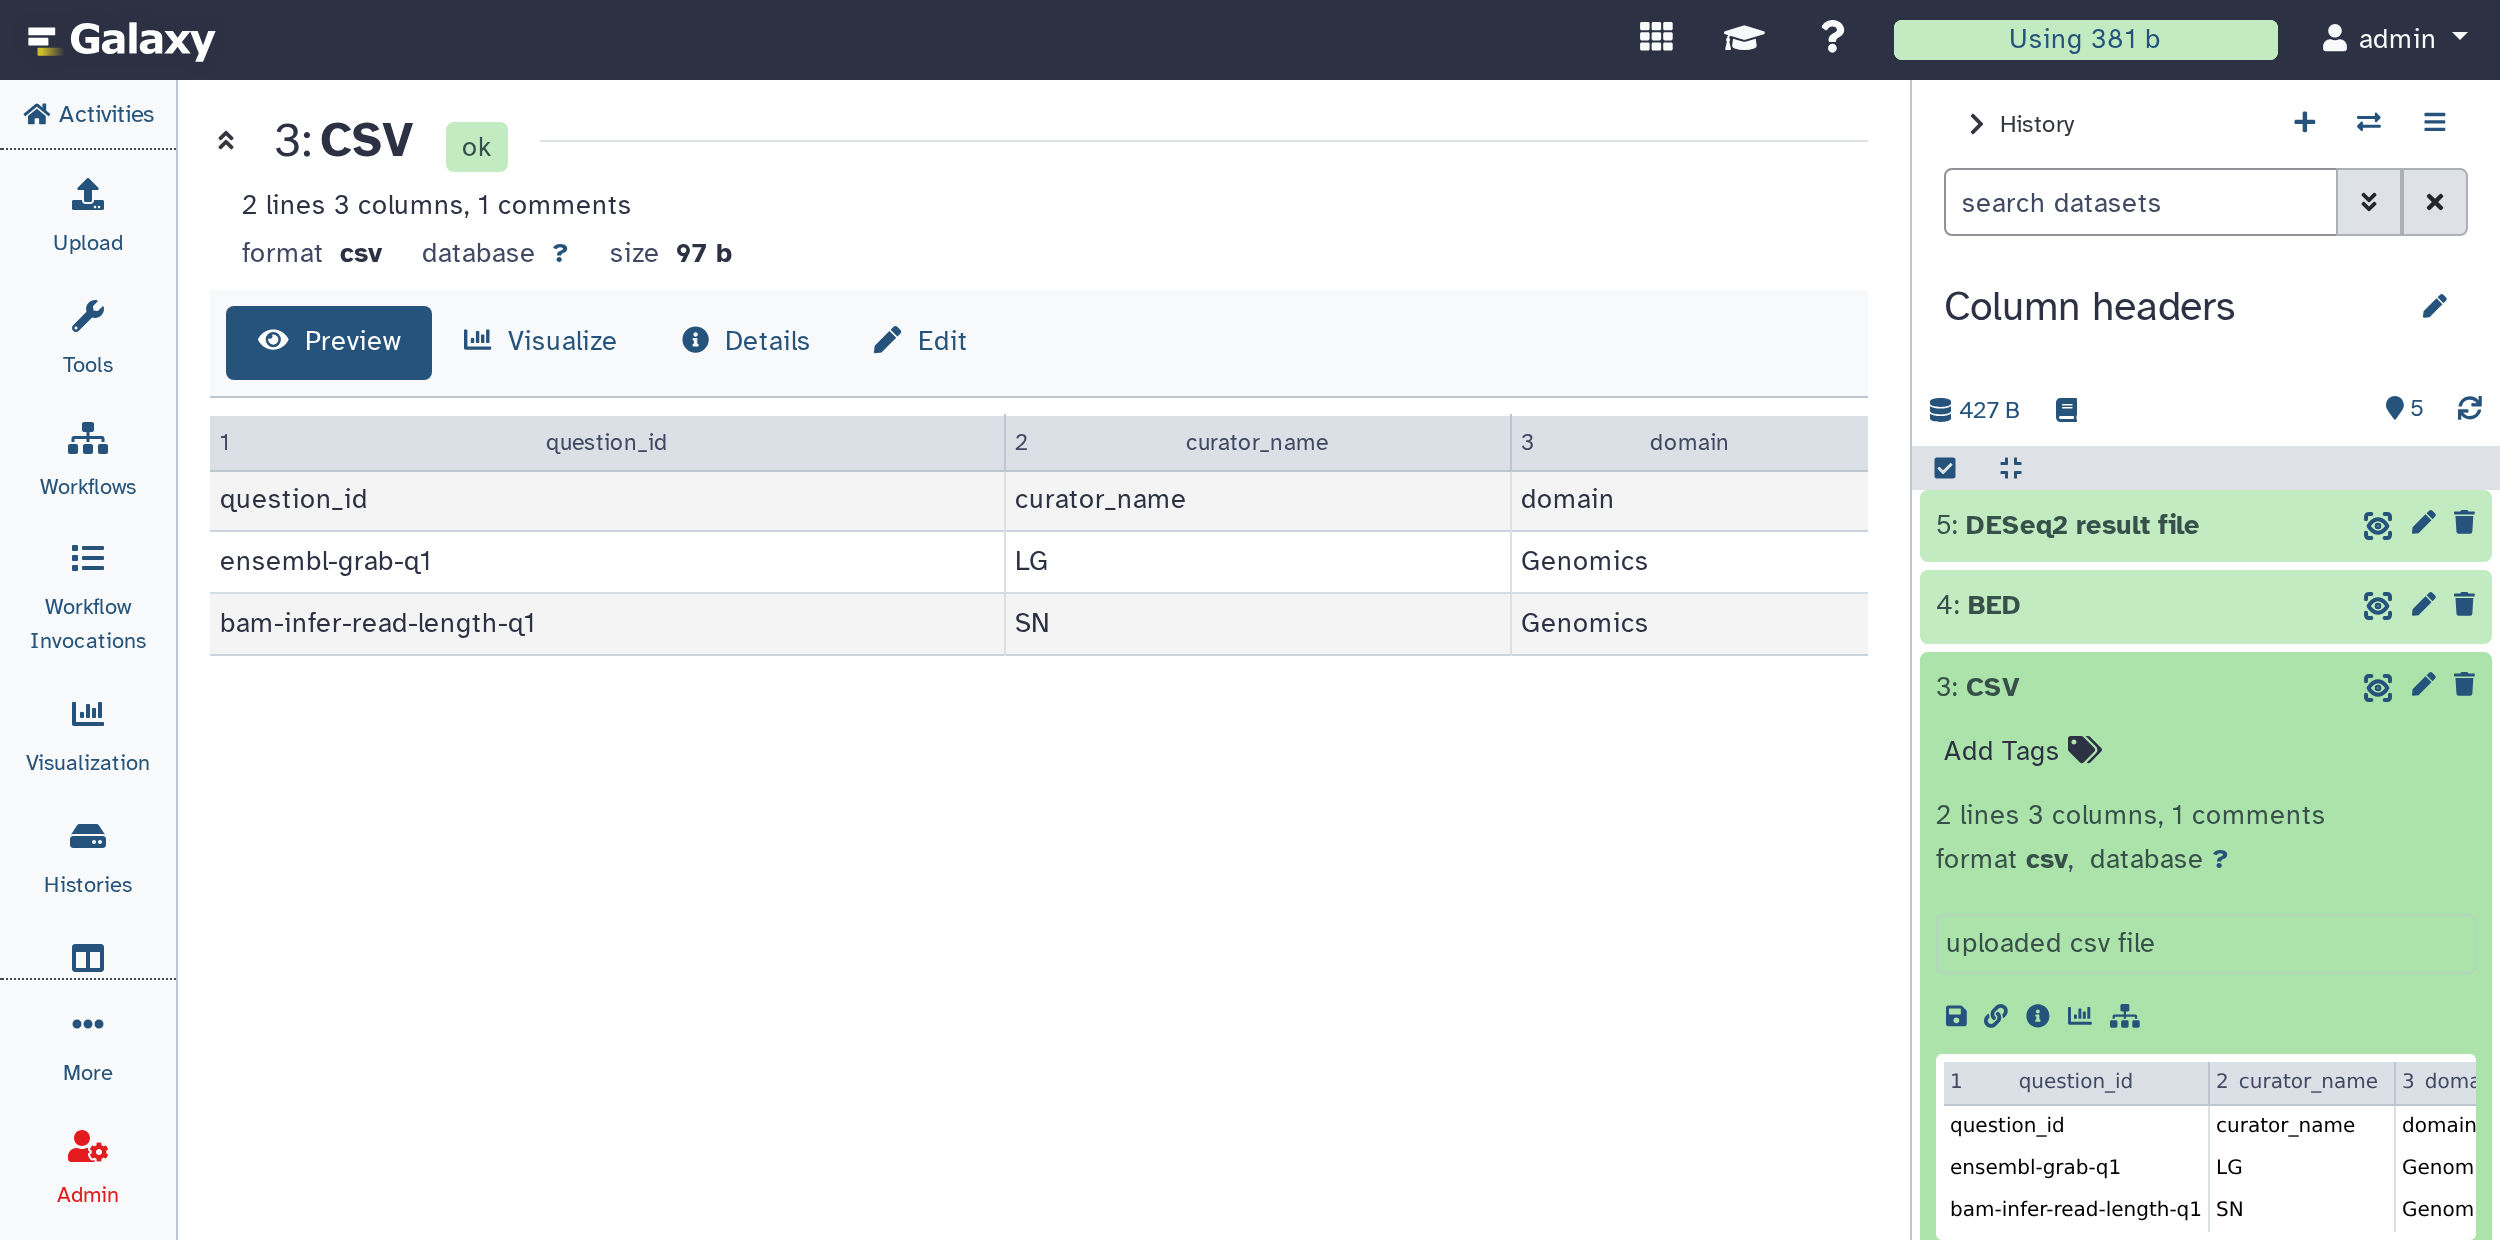 Galaxy
Using 381 b
admin
Activities
Upload
Tools
Workflows
Workflow
Invocations
Visualization
Histories
More
Admin
3: CSV ok
2 lines 3 columns, 1 comments
format csv database ? size 97 b
Preview Visualize Details Edit
1 question_id 2 curator_name 3 domain
question_id curator_name domain
ensembl-grab-q1 LG Genomics
bam-infer-read-length-q1 SN Genomics
History
search datasets
Column headers
427 B 5
5: DESeq2 result file
4: BED
3: CSV
Add Tags
2 lines 3 columns, 1 comments
format csv, database ?
uploaded csv file
1 question_id 2 curator_name 3 doma
question_id curator_name domain
ensembl-grab-q1 LG Genom
bam-infer-read-length-q1 SN Genom